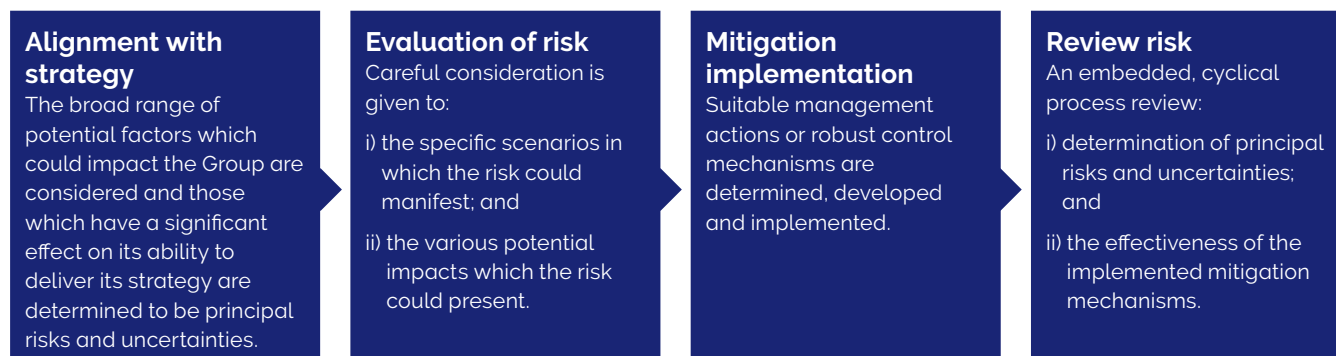 Alignment with
strategy
The broad range of
potential factors which
could impact the Group are
considered and those
which have a significant
effect on its ability to
deliver its strategy are
determined to be principal
risks and uncertainties.
Evaluation of risk
Careful consideration is
given to:
i) the specific scenarios in
which the risk could
manifest; and
ii) the various potential
impacts which the risk
could present.
Mitigation
implementation
Suitable management
actions or robust control
mechanisms are
determined, developed
and implemented.
Review risk
An embedded, cyclical
process review:
i) determination of principal
risks and uncertainties;
and
ii) the effectiveness of the
implemented mitigation
mechanisms.